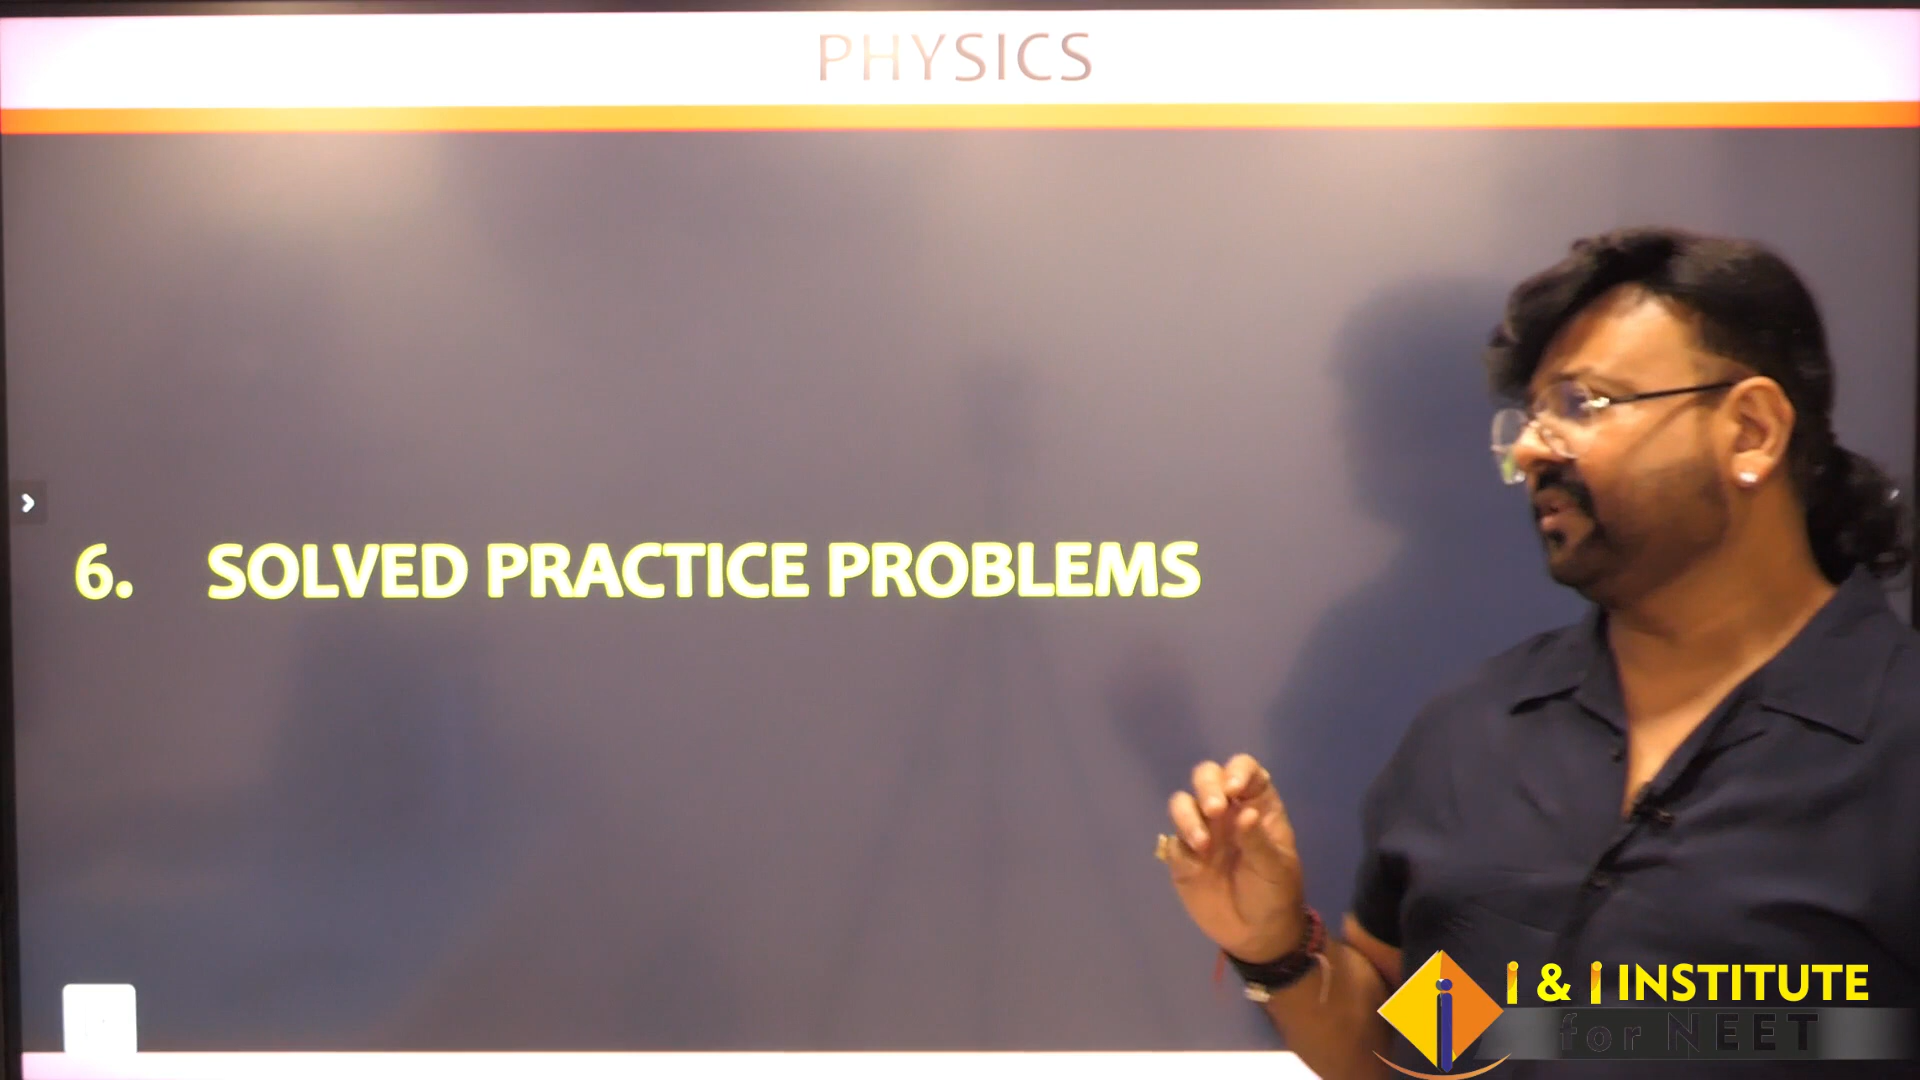 PHYSICS
6. SOLVED PRACTICE PROBLEMS
i & i INSTITUTE
for NEET